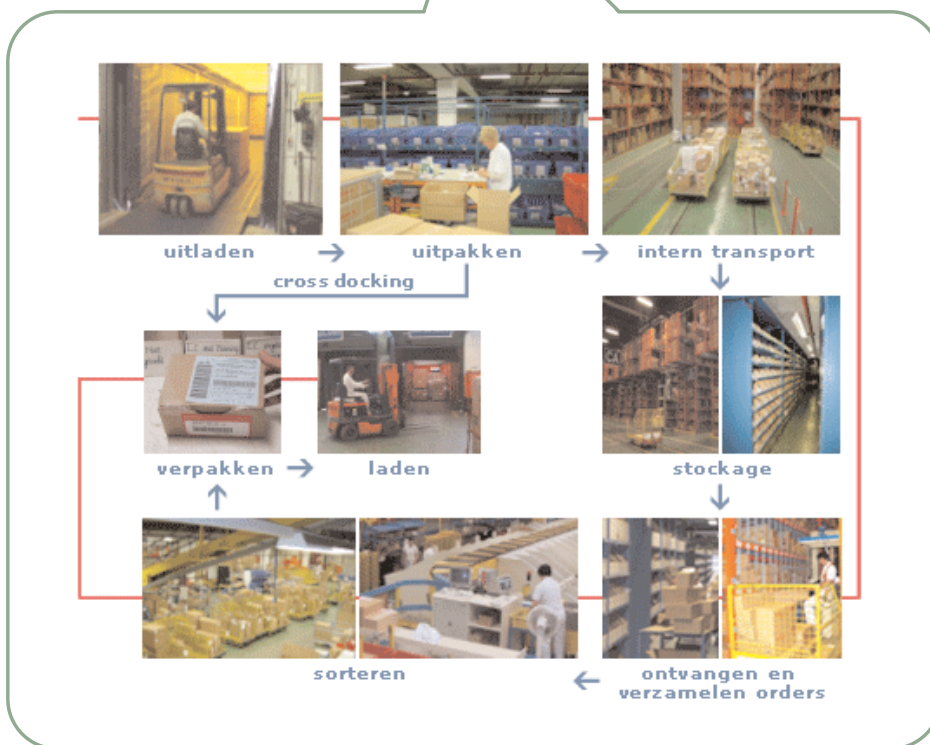 uitladen
uitpakken
intern transport
cross docking
verpakken
laden
stockage
sorteren
ontvangen en
verzamelen orders